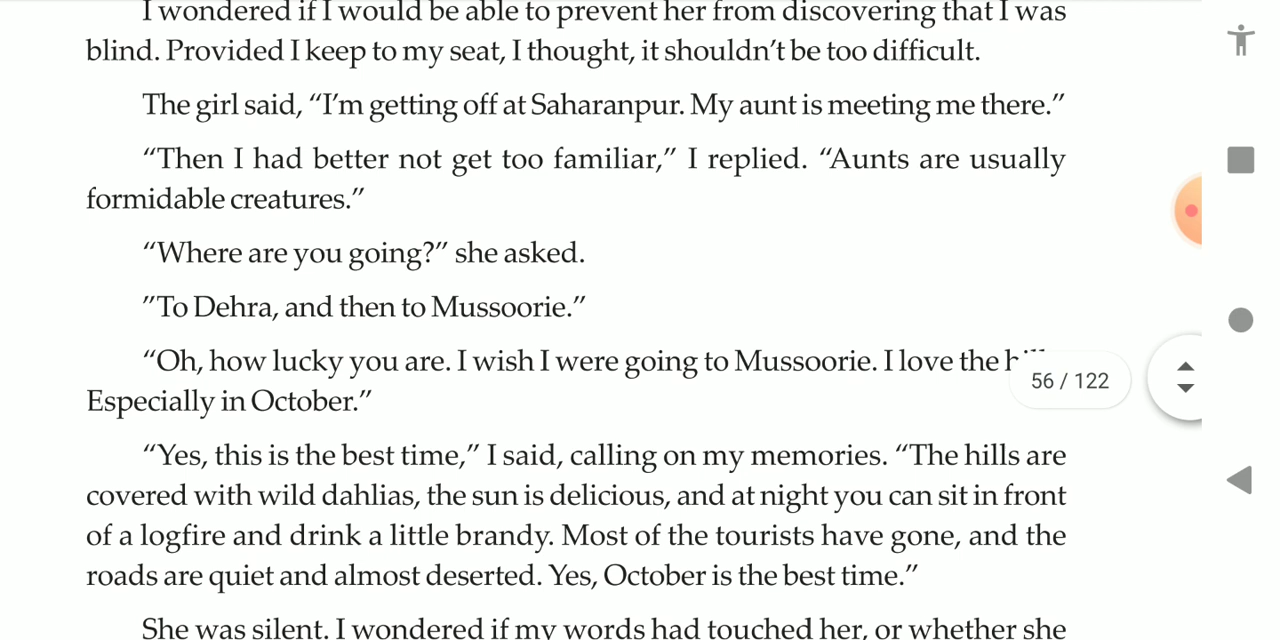 I wondered if I would be able to prevent her from discovering that I was
blind. Provided I keep to my seat, I thought, it shouldn’t be too difficult.
The girl said, “I’m getting off at Saharanpur. My aunt is meeting me there.”
“Then I had better not get too familiar,” I replied. “Aunts are usually
formidable creatures.”
“Where are you going?” she asked.
”To Dehra, and then to Mussoorie.”
“Oh, how lucky you are. I wish I were going to Mussoorie. I love the
56 / 122
Especially in October.”
“Yes, this is the best time,” I said, calling on my memories. “The hills are
covered with wild dahlias, the sun is delicious, and at night you can sit in front
of a logfire and drink a little brandy. Most of the tourists have gone, and the
roads are quiet and almost deserted. Yes, October is the best time.”
She was silent. I wondered if my words had touched her, or whether she